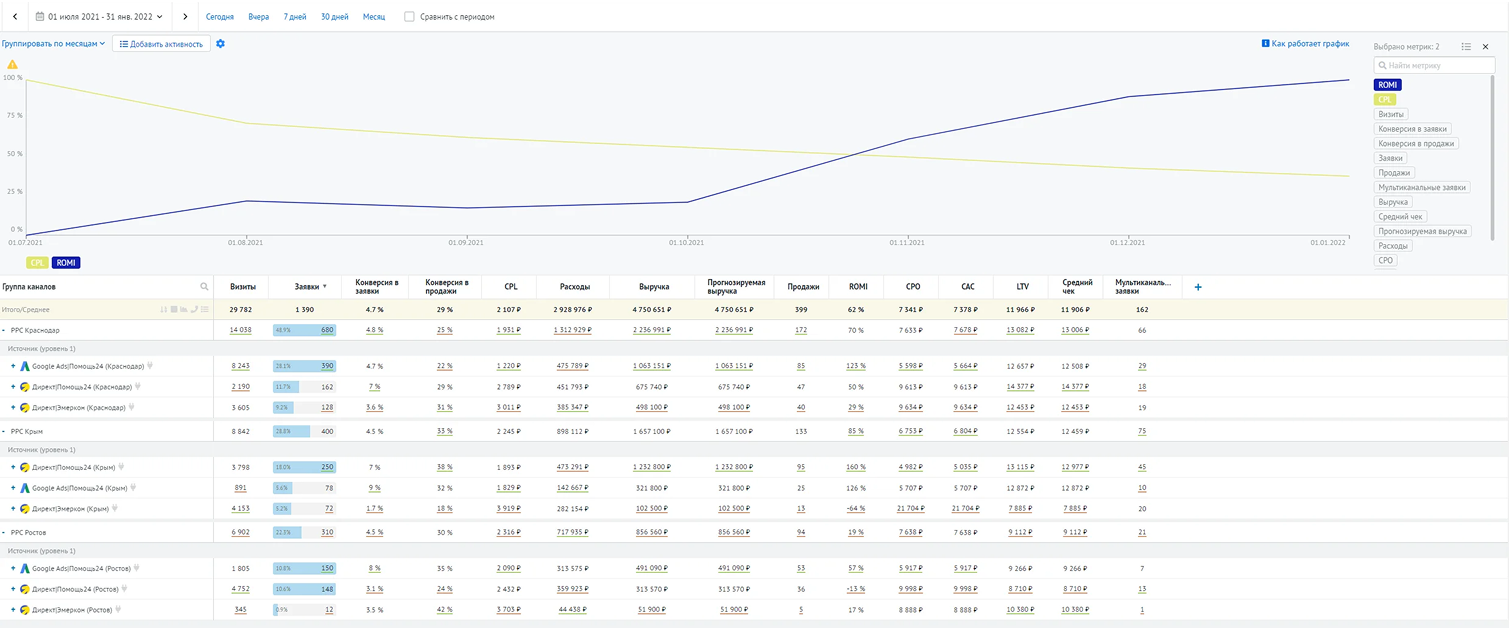 01 июля 2021 - 31 янв. 2022 Сегодня Вчера 7 дней 30 дней Месяц Сравнить с периодом
Группировать по месяцам Добавить активность Как работает график Выбрано метрик: 2
Найти метрику
100 %
75 %
50 %
25 %
0 %
01.07.2021 01.08.2021 01.09.2021 01.10.2021 01.11.2021 01.12.2021 01.01.2022
CPL ROMI
ROMI
CPL
Визиты
Конверсия в заявки
Конверсия в продажи
Заявки
Продажи
Мультиканальные заявки
Выручка
Средний чек
Прогнозируемая выручка
Расходы
CPO
Группа каналов Визиты Заявки Конверсия в заявки Конверсия в продажи CPL Расходы Выручка Прогнозируемая выручка Продажи ROMI CPO CAC LTV Средний чек Мультиканаль... заявки +
Итого/Среднее 29 782 1 390 4.7 % 29 % 2 107 ₽ 2 928 976 ₽ 4 750 651 ₽ 4 750 651 ₽ 399 62 % 7 341 ₽ 7 378 ₽ 11 966 ₽ 11 906 ₽ 162
- PPC Краснодар 14 038 48.9% 680 4.8 % 25 % 1 931 ₽ 1 312 929 ₽ 2 236 991 ₽ 2 236 991 ₽ 172 70 % 7 633 ₽ 7 678 ₽ 13 082 ₽ 13 006 ₽ 66
Источник (уровень 1)
+ Google Ads|Помощь24 (Краснодар) 8 243 28.1% 390 4.7 % 22 % 1 220 ₽ 475 789 ₽ 1 063 151 ₽ 1 063 151 ₽ 85 123 % 5 598 ₽ 5 664 ₽ 12 657 ₽ 12 508 ₽ 29
+ Директ|Помощь24 (Краснодар) 2 190 11.7% 162 7 % 29 % 2 789 ₽ 451 793 ₽ 675 740 ₽ 675 740 ₽ 47 50 % 9 613 ₽ 9 613 ₽ 14 377 ₽ 14 377 ₽ 18
+ Директ|Эмеркон (Краснодар) 3 605 9.2% 128 3.6 % 31 % 3 011 ₽ 385 347 ₽ 498 100 ₽ 498 100 ₽ 40 29 % 9 634 ₽ 9 634 ₽ 12 453 ₽ 12 453 ₽ 19
- PPC Крым 8 842 28.8% 400 4.5 % 33 % 2 245 ₽ 898 112 ₽ 1 657 100 ₽ 1 657 100 ₽ 133 85 % 6 753 ₽ 6 804 ₽ 12 554 ₽ 12 459 ₽ 75
Источник (уровень 1)
+ Директ|Помощь24 (Крым) 3 798 18.0% 250 7 % 38 % 1 893 ₽ 473 291 ₽ 1 232 800 ₽ 1 232 800 ₽ 95 160 % 4 982 ₽ 5 035 ₽ 13 115 ₽ 12 977 ₽ 45
+ Google Ads|Помощь24 (Крым) 891 5.6% 78 9 % 32 % 1 829 ₽ 142 667 ₽ 321 800 ₽ 321 800 ₽ 25 126 % 5 707 ₽ 5 707 ₽ 12 872 ₽ 12 872 ₽ 10
+ Директ|Эмеркон (Крым) 4 153 5.2% 72 1.7 % 18 % 3 919 ₽ 282 154 ₽ 102 500 ₽ 102 500 ₽ 13 -64 % 21 704 ₽ 21 704 ₽ 7 885 ₽ 7 885 ₽ 20
- PPC Ростов 6 902 22.3% 310 4.5 % 30 % 2 316 ₽ 717 935 ₽ 856 560 ₽ 856 560 ₽ 94 19 % 7 638 ₽ 7 638 ₽ 9 112 ₽ 9 112 ₽ 21
Источник (уровень 1)
+ Google Ads|Помощь24 (Ростов) 1 805 10.8% 150 8 % 35 % 2 090 ₽ 313 575 ₽ 491 090 ₽ 491 090 ₽ 53 57 % 5 917 ₽ 5 917 ₽ 9 266 ₽ 9 266 ₽ 7
+ Директ|Помощь24 (Ростов) 4 752 10.6% 148 3.1 % 24 % 2 432 ₽ 359 923 ₽ 313 570 ₽ 313 570 ₽ 36 -13 % 9 998 ₽ 9 998 ₽ 8 710 ₽ 8 710 ₽ 13
+ Директ|Эмеркон (Ростов) 345 0.9% 12 3.5 % 42 % 3 703 ₽ 44 438 ₽ 51 900 ₽ 51 900 ₽ 5 17 % 8 888 ₽ 8 888 ₽ 10 380 ₽ 10 380 ₽ 1